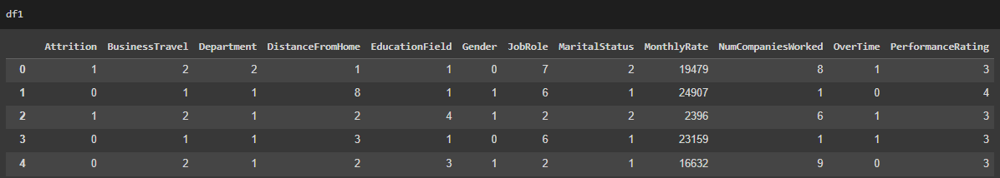 df1
Attrition BusinessTravel Department DistanceFromHome EducationField Gender JobRole MaritalStatus MonthlyRate NumCompaniesWorked OverTime PerformanceRating
0 1 2 2 1 1 0 7 2 19479 8 1 3
1 0 1 1 8 1 1 6 1 24907 1 0 4
2 1 2 1 2 4 1 2 2 2396 6 1 3
3 0 1 1 3 1 0 6 1 23159 1 1 3
4 0 2 1 2 3 1 2 1 16632 9 0 3